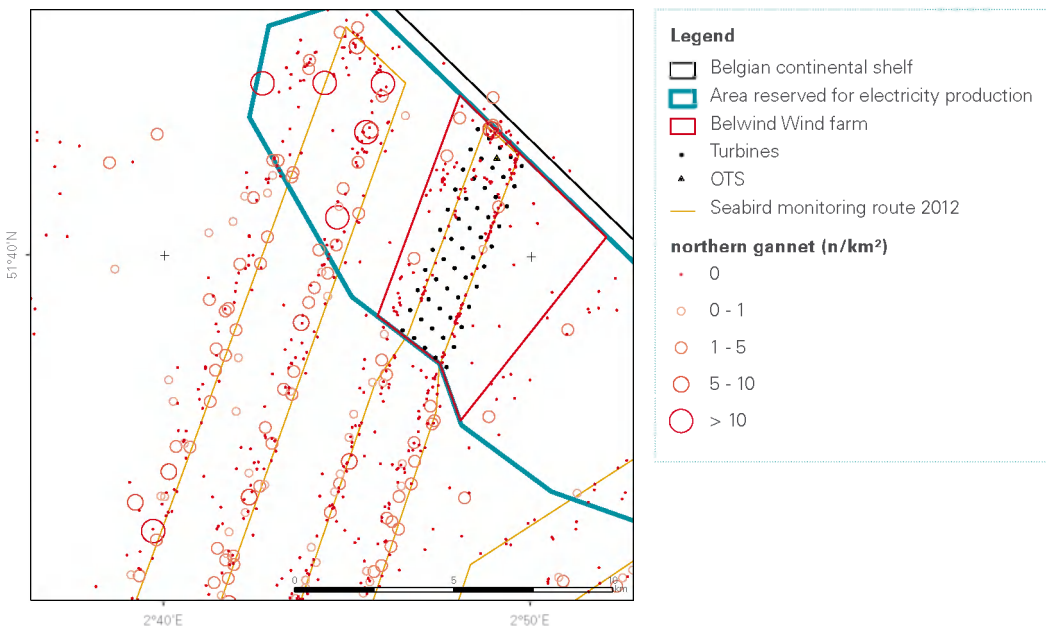 Legend
Belgian continental shelf
Area reserved for electricity production
Belwind Wind farm
Turbines
OTS
Seabird monitoring route 2012
northern gannet (n/km²)
0
0 - 1
1 - 5
5 - 10
> 10
51°40'N
0 5 10
km
2°40'E 2°50'E